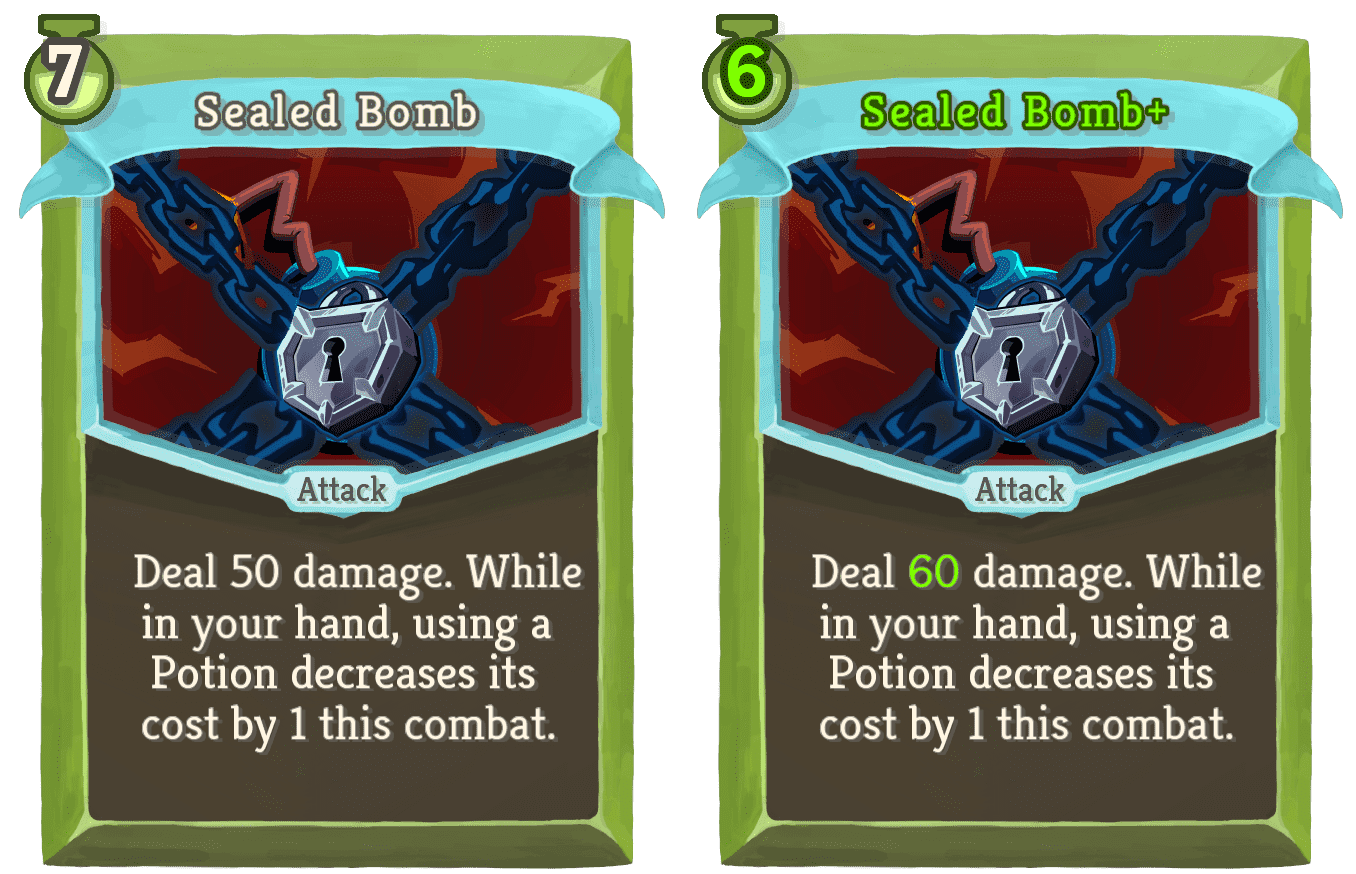 7
Sealed Bomb
Attack
Deal 50 damage. While
in your hand, using a
Potion decreases its
cost by 1 this combat.
6
Sealed Bomb+
Attack
Deal 60 damage. While
in your hand, using a
Potion decreases its
cost by 1 this combat.